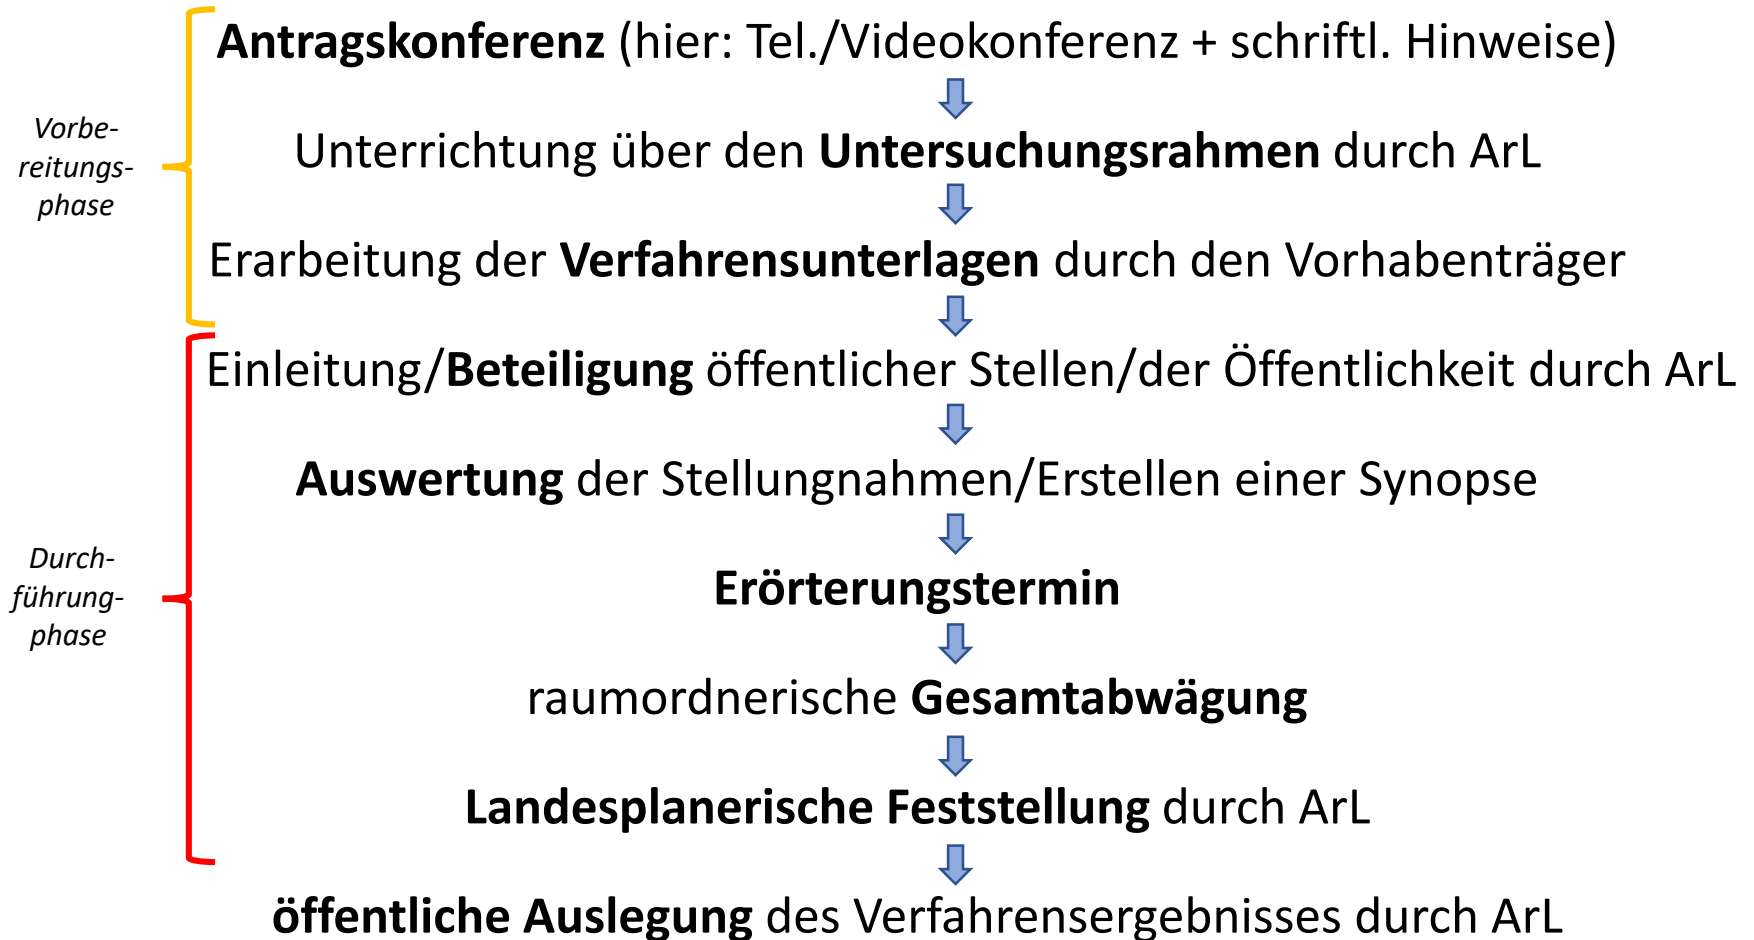 Antragskonferenz (hier: Tel./Videokonferenz + schriftl. Hinweise)
Vorbe-
reitungs-
phase
Unterrichtung über den Untersuchungsrahmen durch ArL
Erarbeitung der Verfahrensunterlagen durch den Vorhabenträger
Einleitung/Beteiligung öffentlicher Stellen/der Öffentlichkeit durch ArL
Auswertung der Stellungnahmen/Erstellen einer Synopse
Durch-
führung-
phase
Erörterungstermin
raumordnerische Gesamtabwägung
Landesplanerische Feststellung durch ArL
öffentliche Auslegung des Verfahrensergebnisses durch ArL